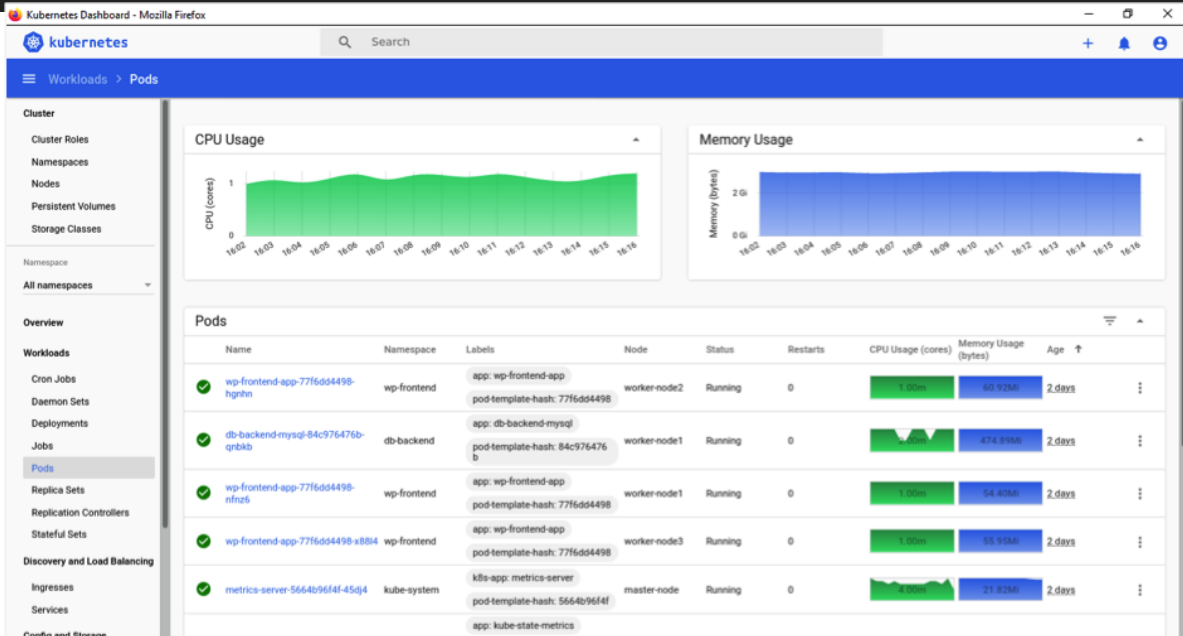 Kubernetes Dashboard - Mozilla Firefox
kubernetes
Search
Workloads > Pods
Cluster
Cluster Roles
Namespaces
Nodes
Persistent Volumes
Storage Classes
Namespace
All namespaces
Overview
Workloads
Cron Jobs
Daemon Sets
Deployments
Jobs
Pods
Replica Sets
Replication Controllers
Stateful Sets
Discovery and Load Balancing
Ingresses
Services
Config and Storage
CPU Usage
CPU (cores)
1
0
16:02 16:03 16:04 16:05 16:06 16:07 16:08 16:09 16:10 16:11 16:12 16:13 16:14 16:15 16:16
Memory Usage
Memory (bytes)
2 Gi
0 Gi
16:02 16:03 16:04 16:05 16:06 16:07 16:08 16:09 16:10 16:11 16:12 16:13 16:14 16:15 16:16
Pods
Name Namespace Labels Node Status Restarts CPU Usage (cores) Memory Usage
(bytes) Age
app: wp-frontend-app
wp-frontend-app-77f6dd4498-
hgnhn wp-frontend worker-node2 Running 0 1.00m 60.92Mi 2 days
pod-template-hash: 77f6dd4498
app: db-backend-mysql
db-backend-mysql-84c976476b-
qnbkb db-backend worker-node1 Running 0 2.00m 474.89Mi 2 days
pod-template-hash: 84c976476
b
app: wp-frontend-app
wp-frontend-app-77f6dd4498-
nfnz6 wp-frontend worker-node1 Running 0 1.00m 54.40Mi 2 days
pod-template-hash: 77f6dd4498
app: wp-frontend-app
wp-frontend-app-77f6dd4498-x88l4 wp-frontend worker-node3 Running 0 1.00m 55.95Mi 2 days
pod-template-hash: 77f6dd4498
k8s-app: metrics-server
metrics-server-5664b96f4f-45dj4 kube-system master-node Running 0 4.00m 21.82Mi 2 days
pod-template-hash: 5664b96f4f
app: kube-state-metrics